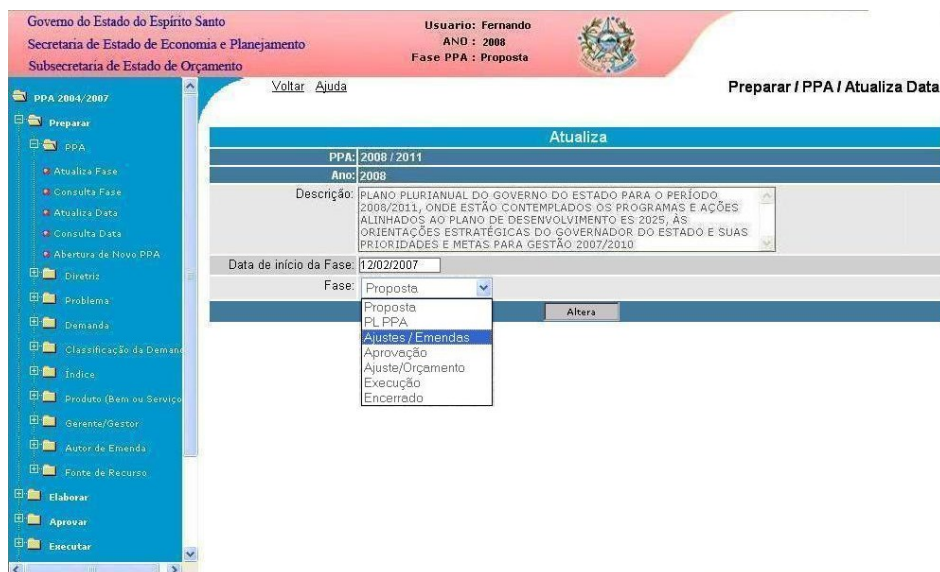 Governo do Estado do Espírito Santo
Secretaria de Estado de Economia e Planejamento
Subsecretaria de Estado de Orçamento
Usuario: Fernando
ANO : 2008
Fase PPA : Proposta
Voltar Ajuda
Preparar / PPA / Atualiza Data
PPA 2004/2007
Preparar
PPA
Atualiza Fase
Consulta Fase
Atualiza Data
Consulta Data
Abertura de Novo PPA
Diretriz
Problema
Demanda
Classificação da Deman
Índice
Produto (Bem ou Serviço
Gerente/Gestor
Autor de Emenda
Fonte de Recurso
Elaborar
Aprovar
Executar
Atualiza
PPA: 2008 / 2011
Ano: 2008
Descrição: PLANO PLURIANUAL DO GOVERNO DO ESTADO PARA O PERÍODO
2008/2011, ONDE ESTÃO CONTEMPLADOS OS PROGRAMAS E AÇÕES
ALINHADOS AO PLANO DE DESENVOLVIMENTO ES 2025, ÀS
ORIENTAÇÕES ESTRATÉGICAS DO GOVERNADOR DO ESTADO E SUAS
PRIORIDADES E METAS PARA GESTÃO 2007/2010
Data de início da Fase: 12/02/2007
Fase: Proposta
Proposta
PL PPA
Ajustes / Emendas
Aprovação
Ajuste/Orçamento
Execução
Encerrado
Altera